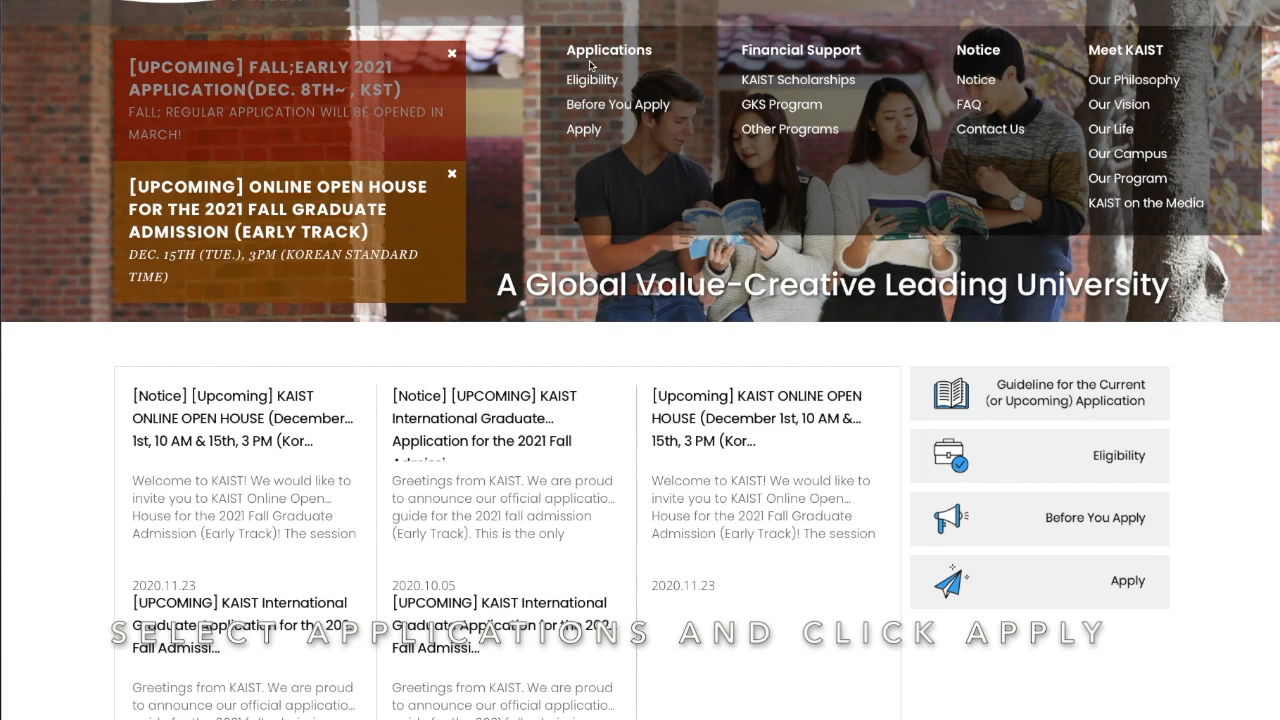 [UPCOMING] FALL;EARLY 2021
APPLICATION(DEC. 8TH~ , KST)
FALL; REGULAR APPLICATION WILL BE OPENED IN
MARCH!
[UPCOMING] ONLINE OPEN HOUSE
FOR THE 2021 FALL GRADUATE
ADMISSION (EARLY TRACK)
DEC. 15TH (TUE.), 3PM (KOREAN STANDARD
TIME)
Applications
Eligibility
Before You Apply
Apply
Financial Support
KAIST Scholarships
GKS Program
Other Programs
Notice
Notice
FAQ
Contact Us
Meet KAIST
Our Philosophy
Our Vision
Our Life
Our Campus
Our Program
KAIST on the Media
A Global Value-Creative Leading University
[Notice] [Upcoming] KAIST
ONLINE OPEN HOUSE (December...
1st, 10 AM & 15th, 3 PM (Kor...
Welcome to KAIST! We would like to
invite you to KAIST Online Open...
House for the 2021 Fall Graduate
Admission (Early Track)! The session
2020.11.23
[Notice] [UPCOMING] KAIST
International Graduate...
Application for the 2021 Fall
Greetings from KAIST. We are proud
to announce our official applicatio...
guide for the 2021 fall admission
(Early Track). This is the only
2020.10.05
[Upcoming] KAIST ONLINE OPEN
HOUSE (December 1st, 10 AM &...
15th, 3 PM (Kor...
Welcome to KAIST! We would like to
invite you to KAIST Online Open...
House for the 2021 Fall Graduate
Admission (Early Track)! The session
2020.11.23
[UPCOMING] KAIST International
Graduate Application for the 202...
Fall Admissi...
Greetings from KAIST. We are proud
to announce our official applicatio...
[UPCOMING] KAIST International
Graduate Application for the 202...
Fall Admissi...
Greetings from KAIST. We are proud
to announce our official applicatio...
Guideline for the Current
(or Upcoming) Application
Eligibility
Before You Apply
Apply
SELECT APPLICATIONS AND CLICK APPLY